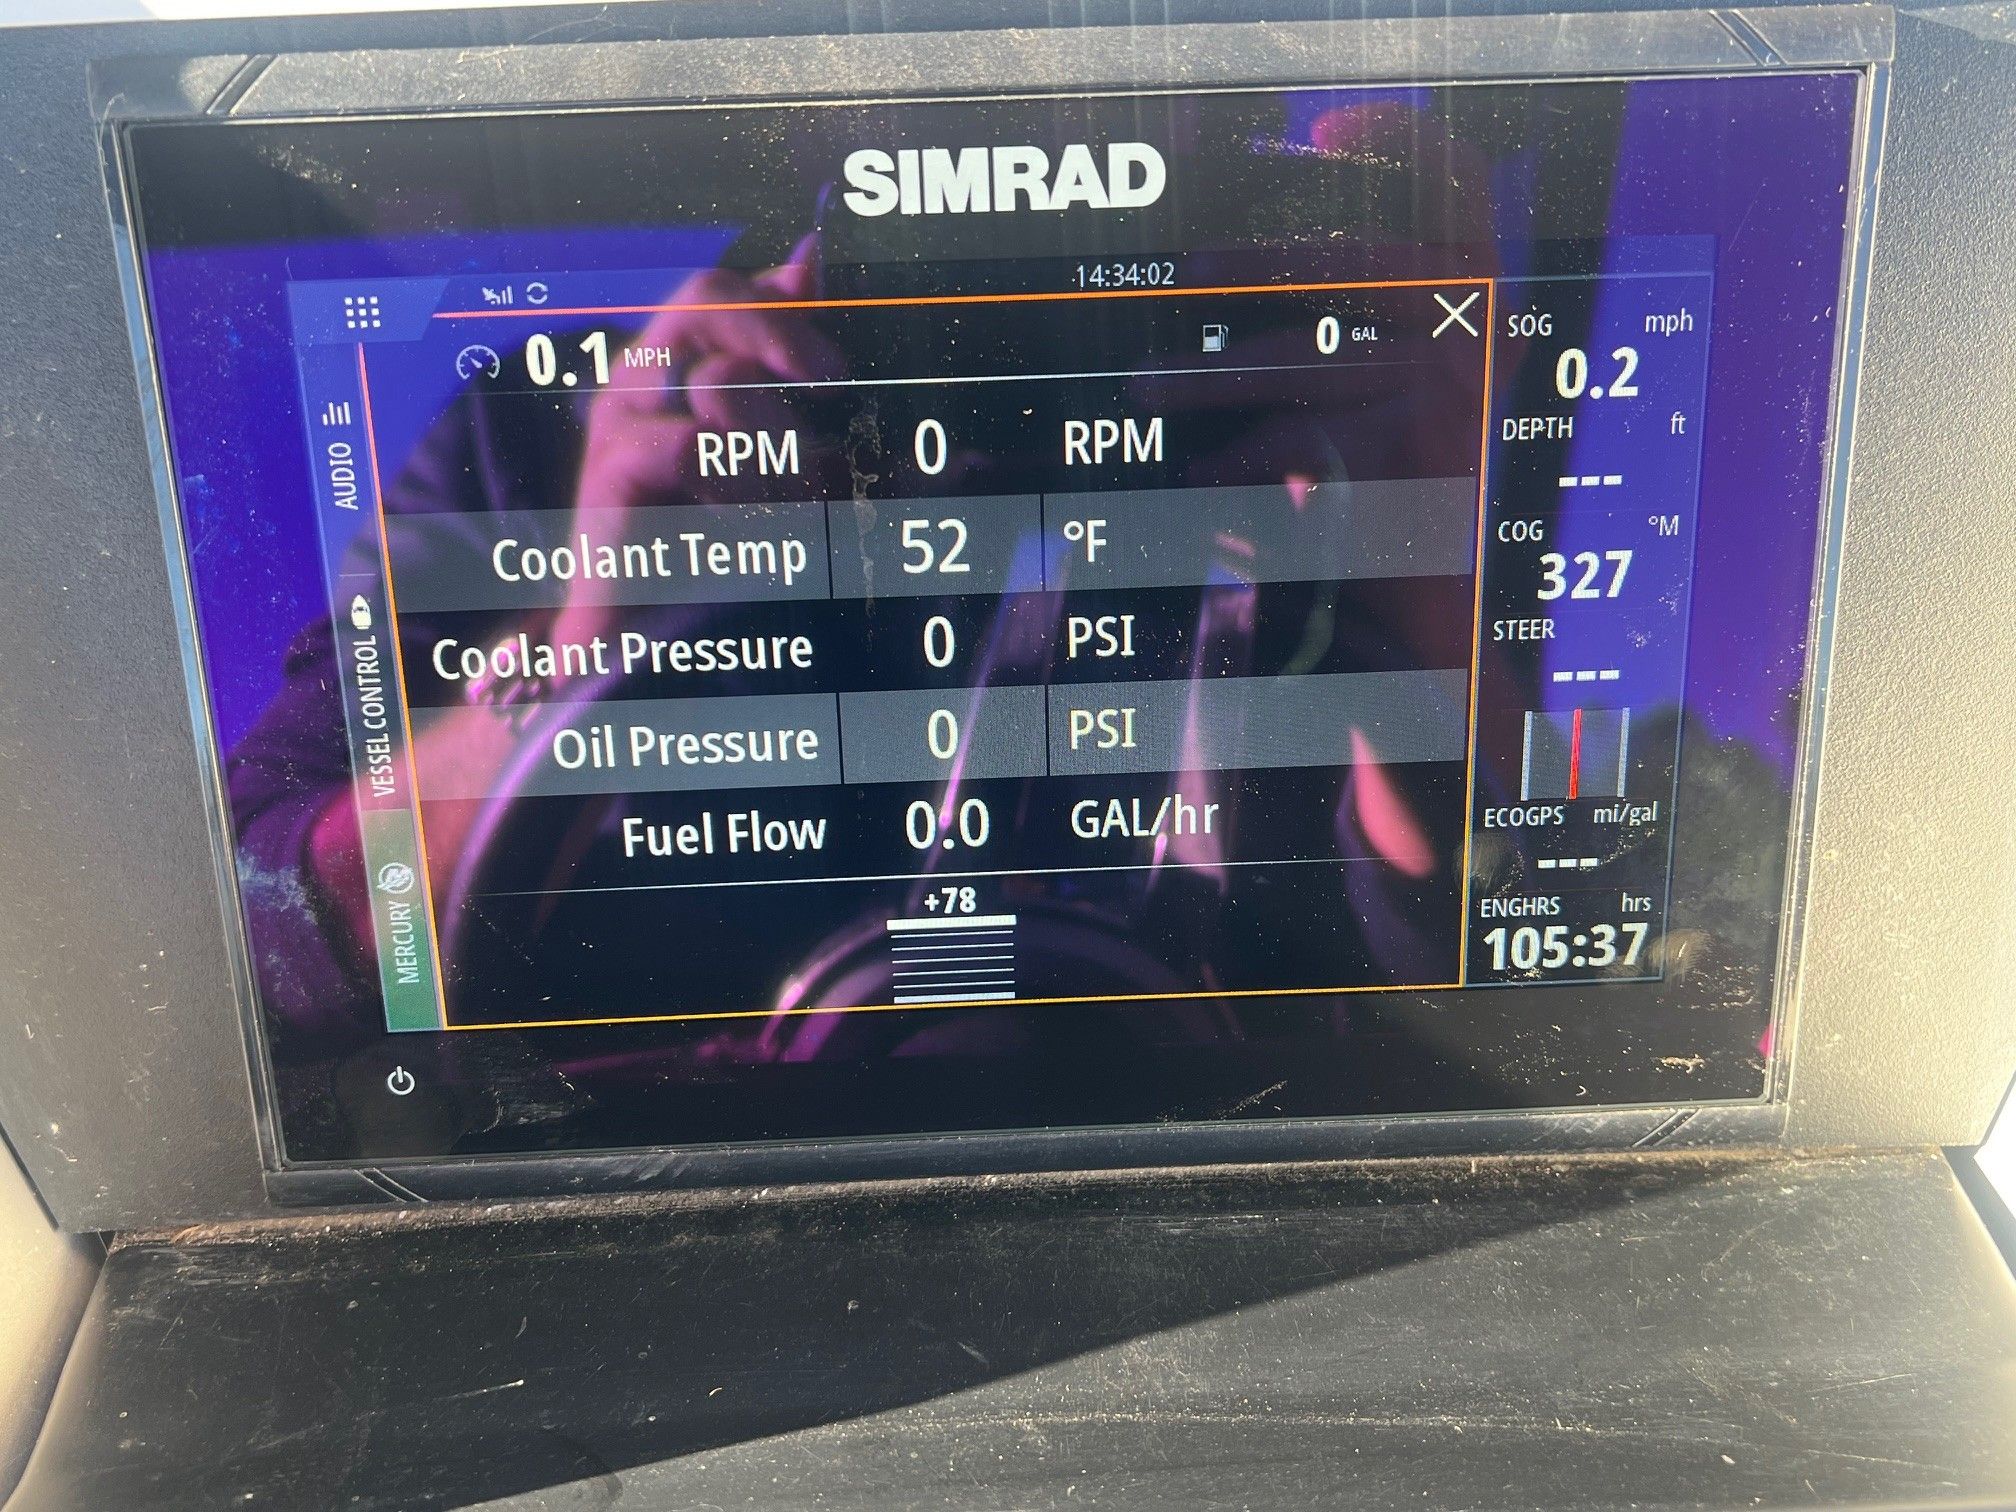 SIMRAD
14:34:02
0.1 MPH
0 GAL
RPM 0 RPM
Coolant Temp 52 °F
Coolant Pressure 0 PSI
Oil Pressure 0 PSI
Fuel Flow 0.0 GAL/hr
+78
AUDIO
VESSEL CONTROL
MERCURY
SOG mph
0.2
DEPTH ft
---
COG °M
327
STEER
---
ECOGPS mi/gal
---
ENGHRS hrs
105:37